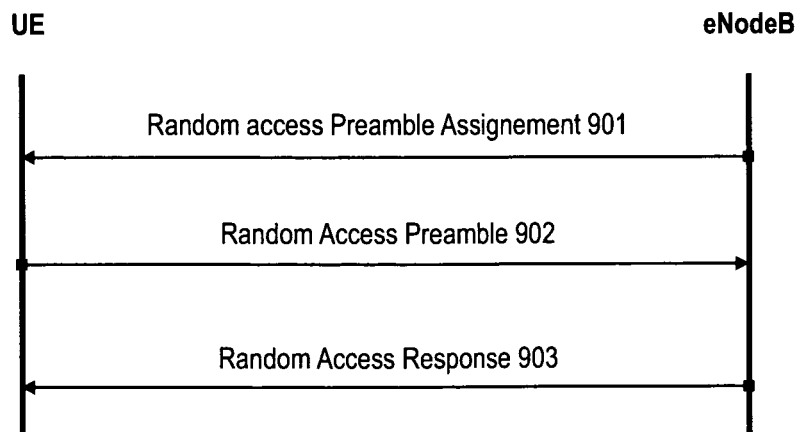 UE
eNodeB
Random access Preamble Assignement 901
Random Access Preamble 902
Random Access Response 903